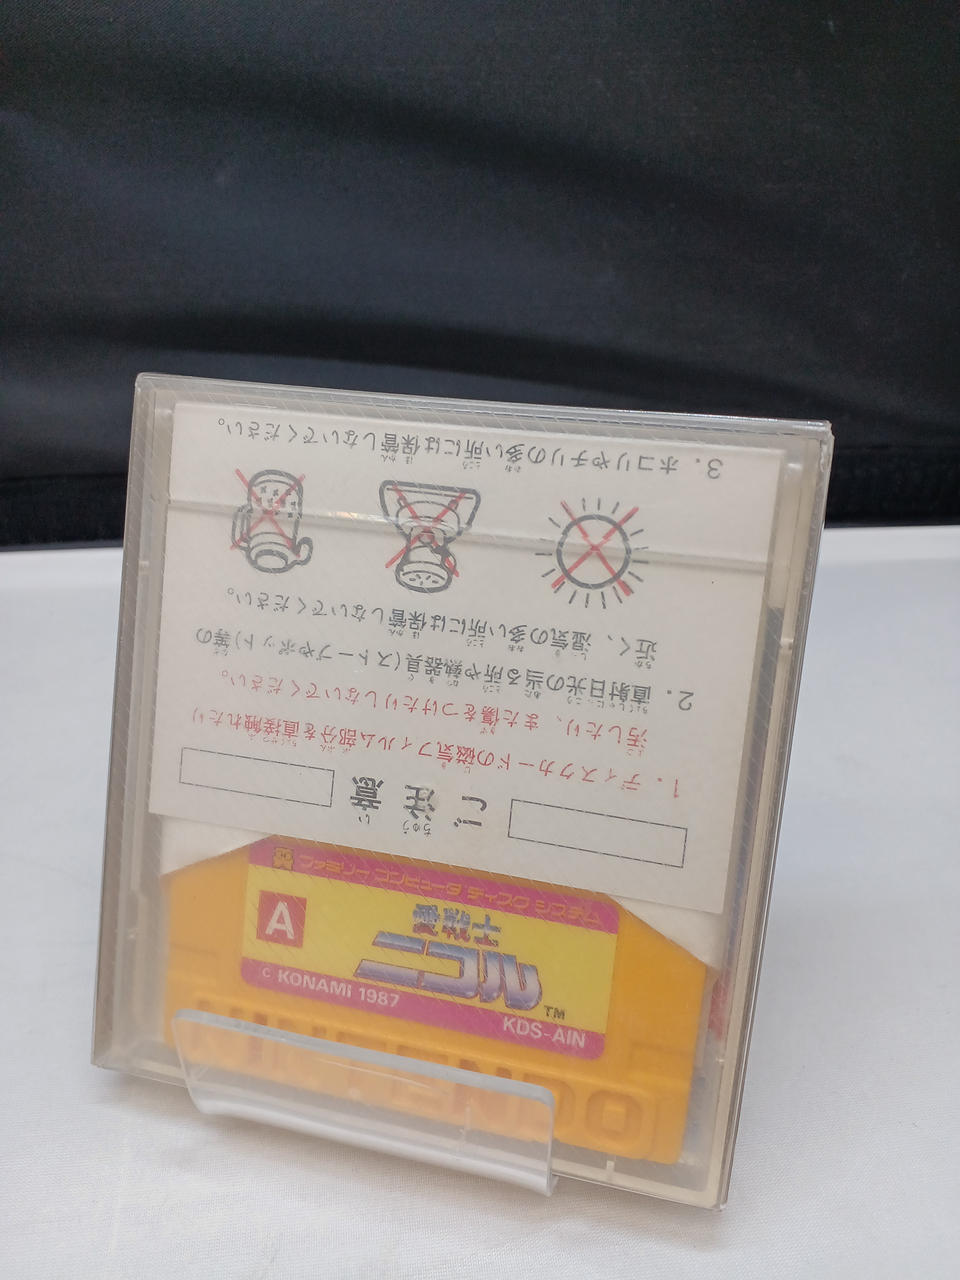 ご注意
ちゅう い
1. ディスクカードの磁気フィルム部分を直接触れたり
汚したり、また傷をつけたりしないでください。
2. 直射日光の当る所や熱器具(ストーブやポット)等の
近く、湿気の多い所には保管しないでください。
3. ホコリやチリの多い所には保管しないでください。
ファミリー コンピュータ ディスク システム
A
愛戦士
ニコル
TM
© KONAMI 1987
KDS-AIN
NINTENDO